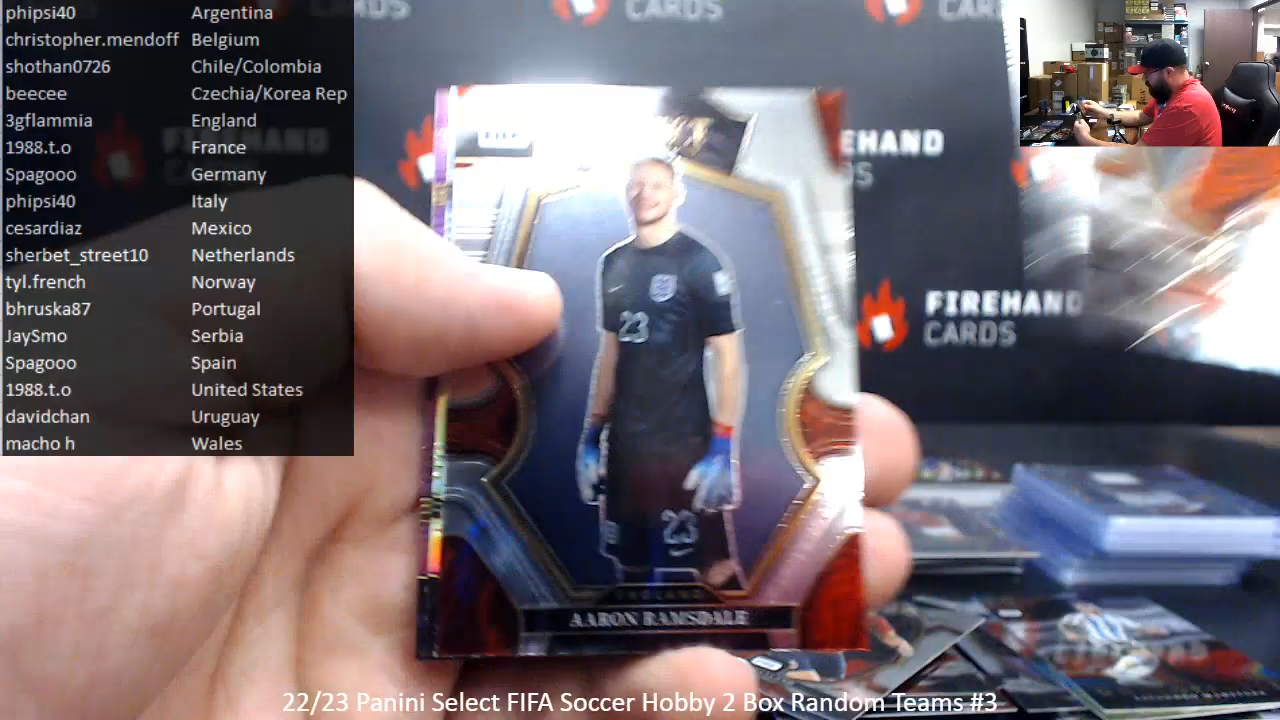 phipsi40 Argentina
christopher.mendoff Belgium
shothan0726 Chile/Colombia
beecee Czechia/Korea Rep
3gflammia England
1988.t.o France
Spagooo Germany
phipsi40 Italy
cesardiaz Mexico
sherbet_street10 Netherlands
tyl.french Norway
bhruska87 Portugal
JaySmo Serbia
Spagooo Spain
1988.t.o United States
davidchan Uruguay
macho h Wales
CARDS
CARDS
FIREHAND
EHAND
FIREHAND
CARDS
23
23
ENGLAND
AARON RAMSDALE
22/23 Panini Select FIFA Soccer Hobby 2 Box Random Teams #3